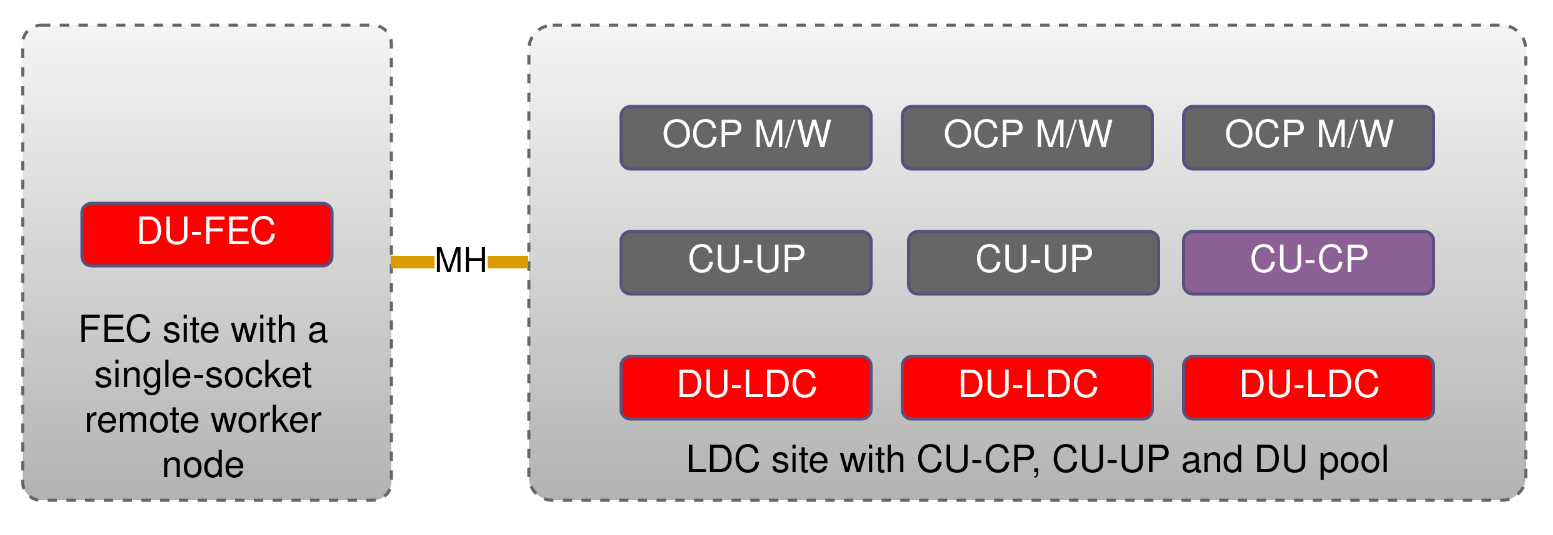 DU-FEC
FEC site with a
single-socket
remote worker
node
MH
OCP M/W
OCP M/W
OCP M/W
CU-UP
CU-UP
CU-CP
DU-LDC
DU-LDC
DU-LDC
LDC site with CU-CP, CU-UP and DU pool